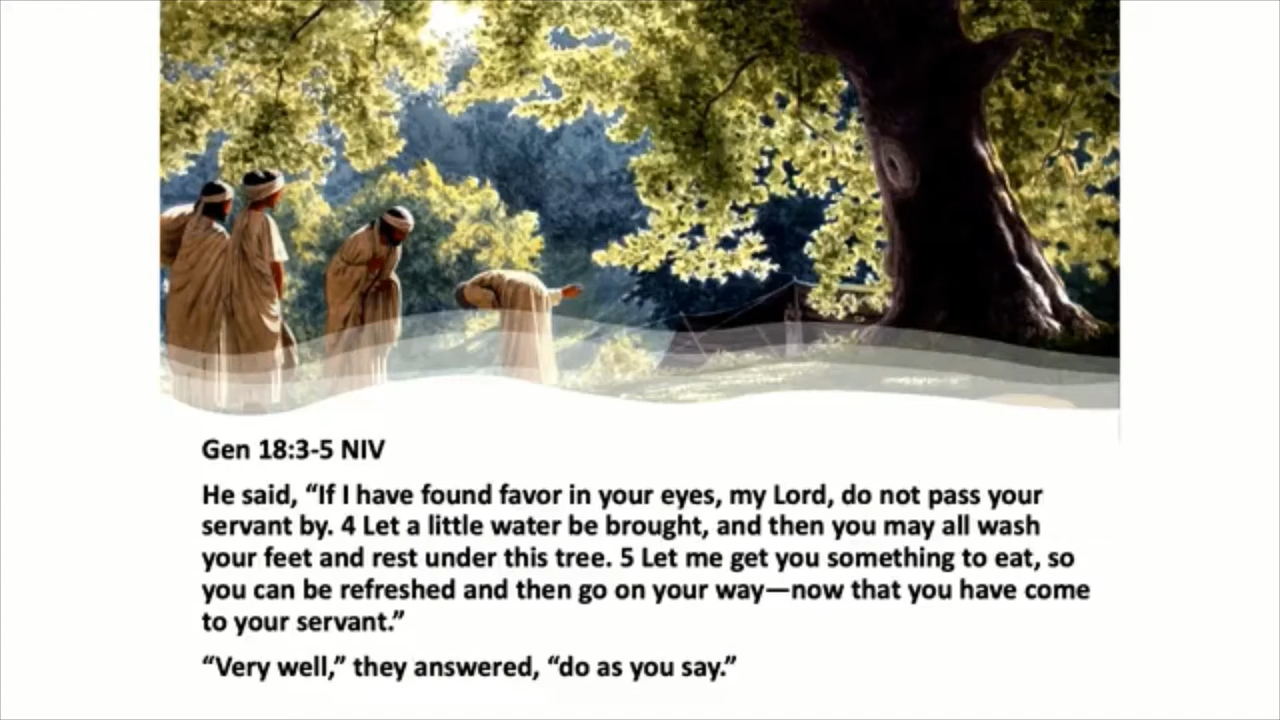 Gen 18:3-5 NIV
He said, “If I have found favor in your eyes, my Lord, do not pass your
servant by. 4 Let a little water be brought, and then you may all wash
your feet and rest under this tree. 5 Let me get you something to eat, so
you can be refreshed and then go on your way—now that you have come
to your servant.”
“Very well,” they answered, “do as you say.”